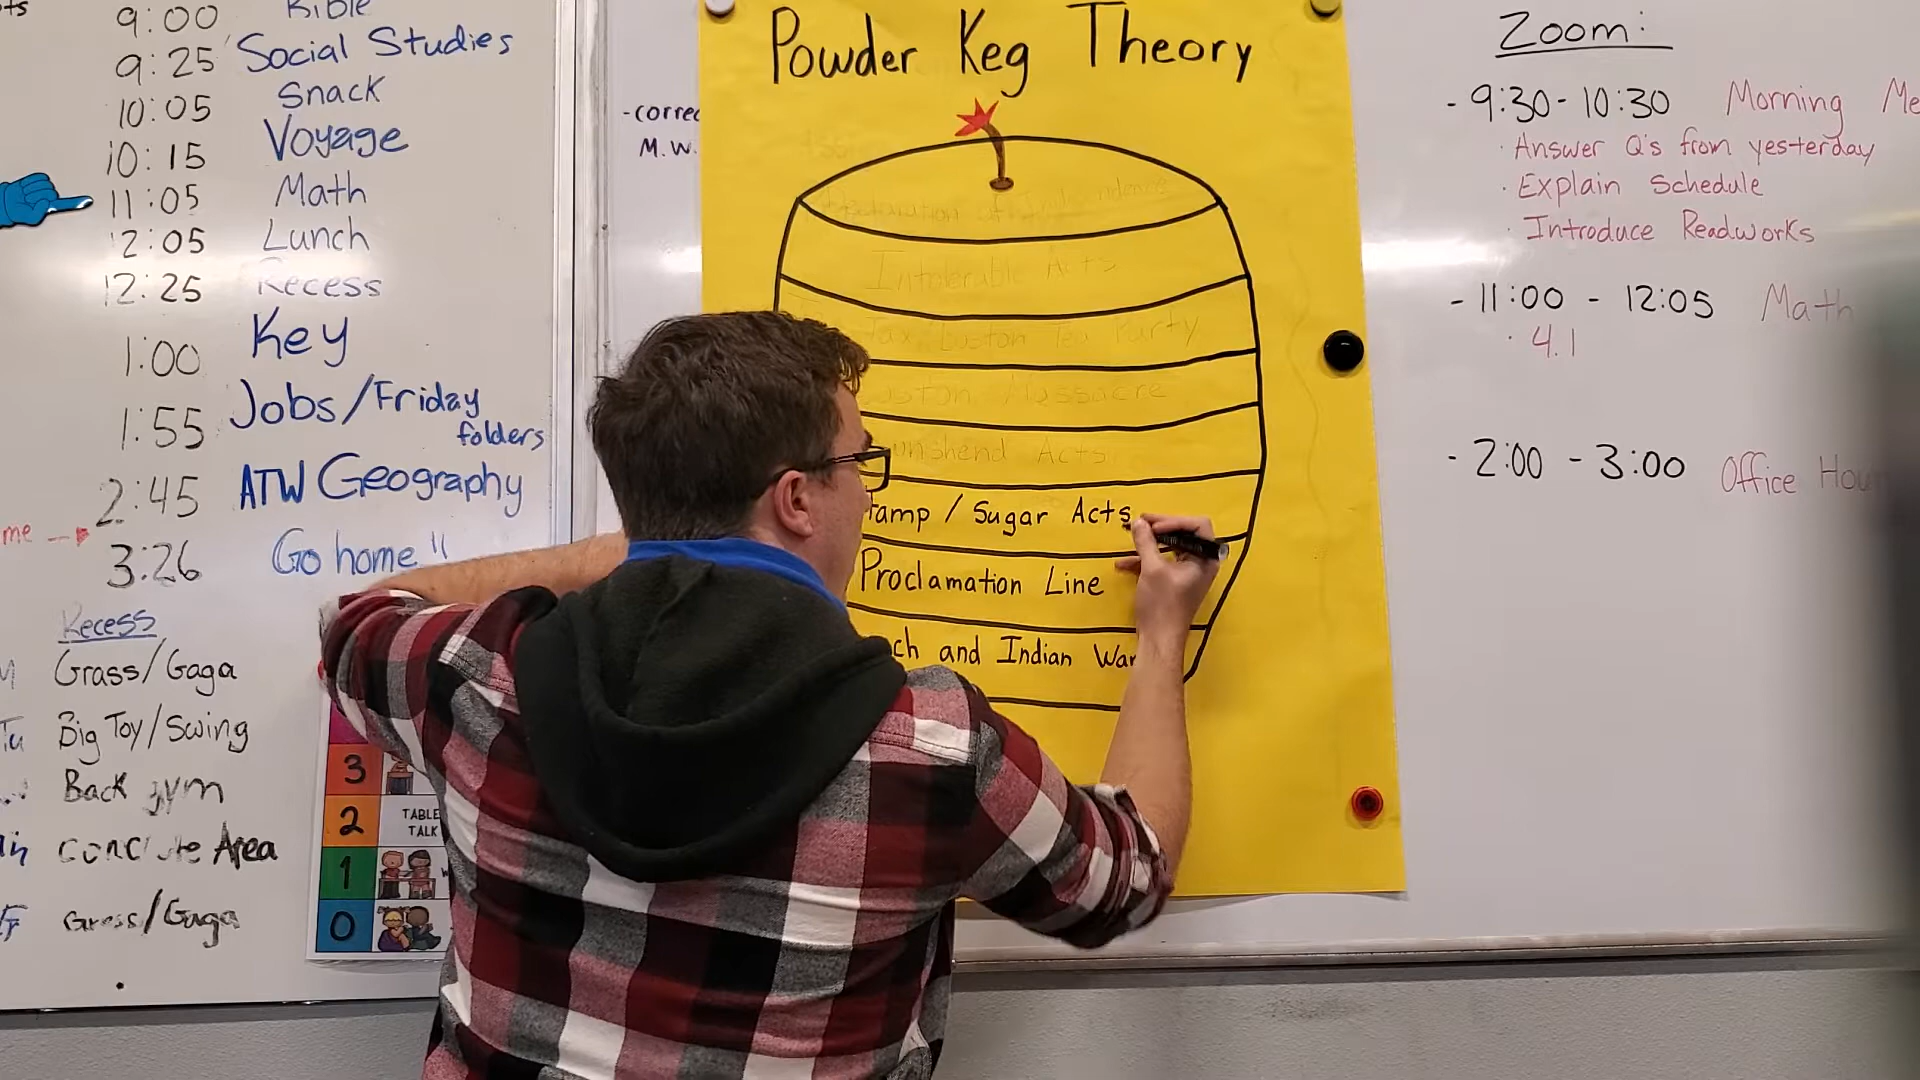 9:00 Bible
9:25 Social Studies
10:05 Snack
10:15 Voyage
11:05 Math
12:05 Lunch
12:25 Recess
1:00 Key
1:55 Jobs/Friday
folders
2:45 ATW Geography
me
3:26 Go home!!
Recess
Grass/Gaga
Tu Big Toy/Swing
Back gym
Area
F Grass/Gaga
3
2 TABLE
TALK
1
0
-correc
M.W.
Powder Keg Theory
Declaration of Independence
Intolerable Acts
Tax/Boston Tea Party
Boston Massacre
Acts
tamp / Sugar Acts
Proclamation Line
ch and Indian War
Zoom:
- 9:30-10:30 Morning Me
· Answer Q's from yesterday
· Explain Schedule
· Introduce Readworks
- 11:00 - 12:05 Math
· 4.1
- 2:00 - 3:00 Office Hou